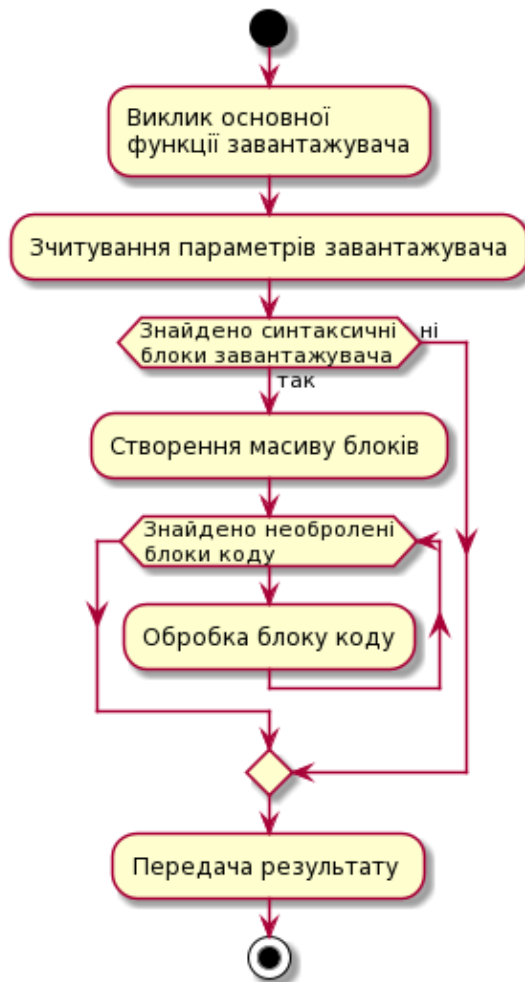 Виклик основної
функції завантажувача
Зчитування параметрів завантажувача
Знайдено синтаксичні
блоки завантажувача
ні
так
Створення масиву блоків
Знайдено необролені
блоки коду
Обробка блоку коду
Передача результату